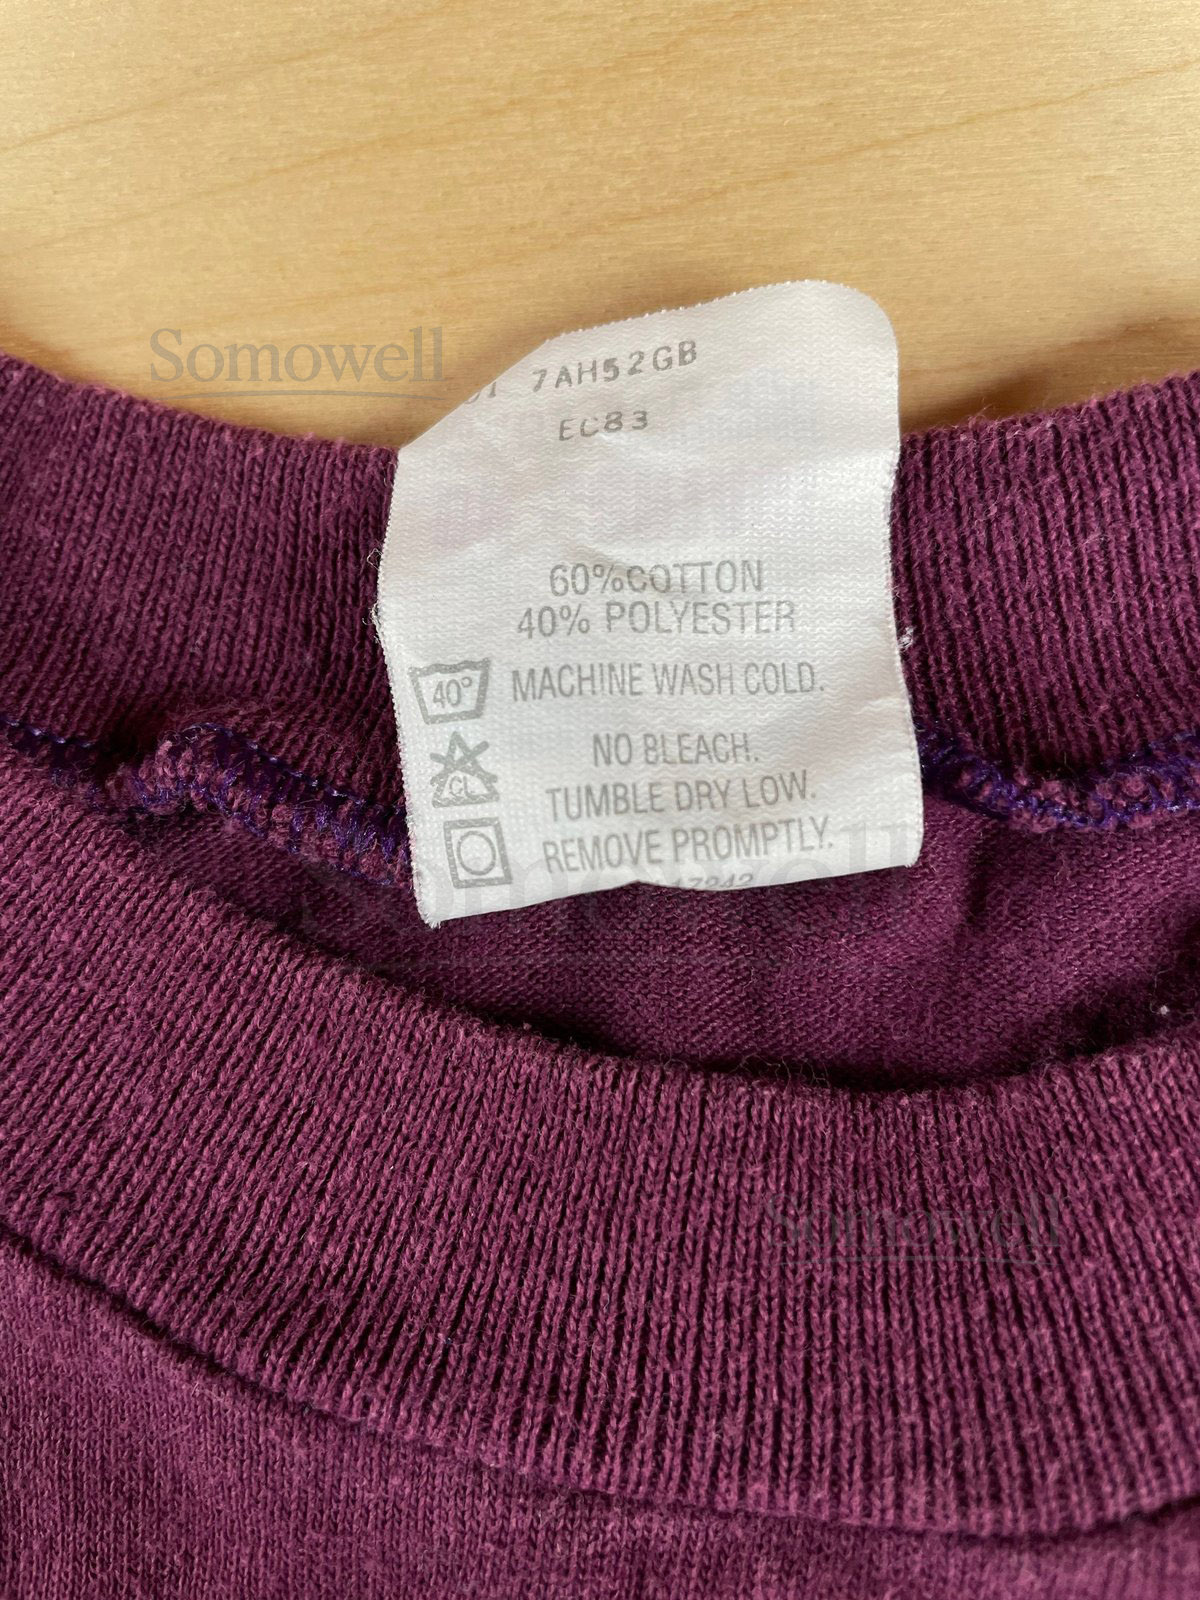 Somowell
7AH52GB
EC83
60%COTTON
40% POLYESTER
40° MACHINE WASH COLD.
NO BLEACH.
CL
TUMBLE DRY LOW.
REMOVE PROMPTLY.
Somowell
Somowell